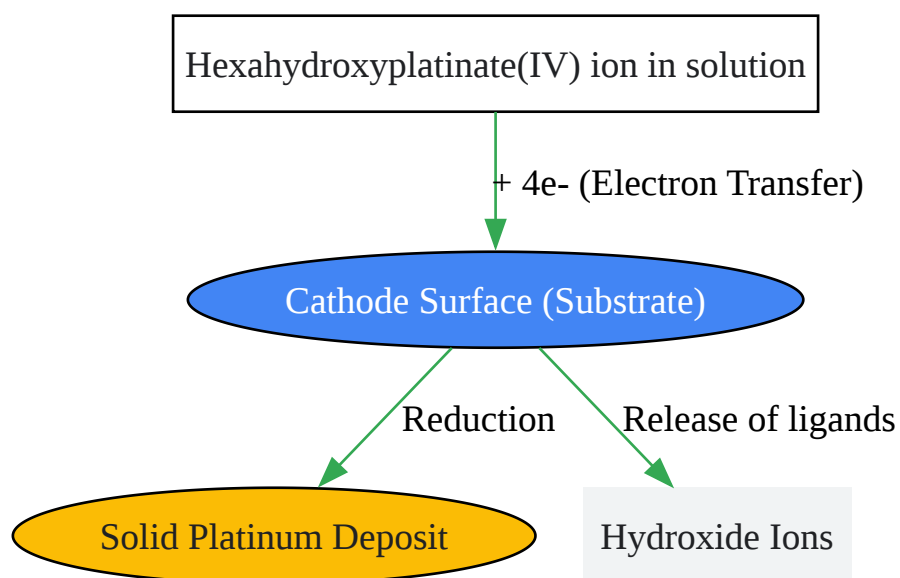 Hexahydroxyplatinate(IV) ion in solution
+ 4e- (Electron Transfer)
Cathode Surface (Substrate)
Reduction
Release of ligands
Solid Platinum Deposit
Hydroxide Ions